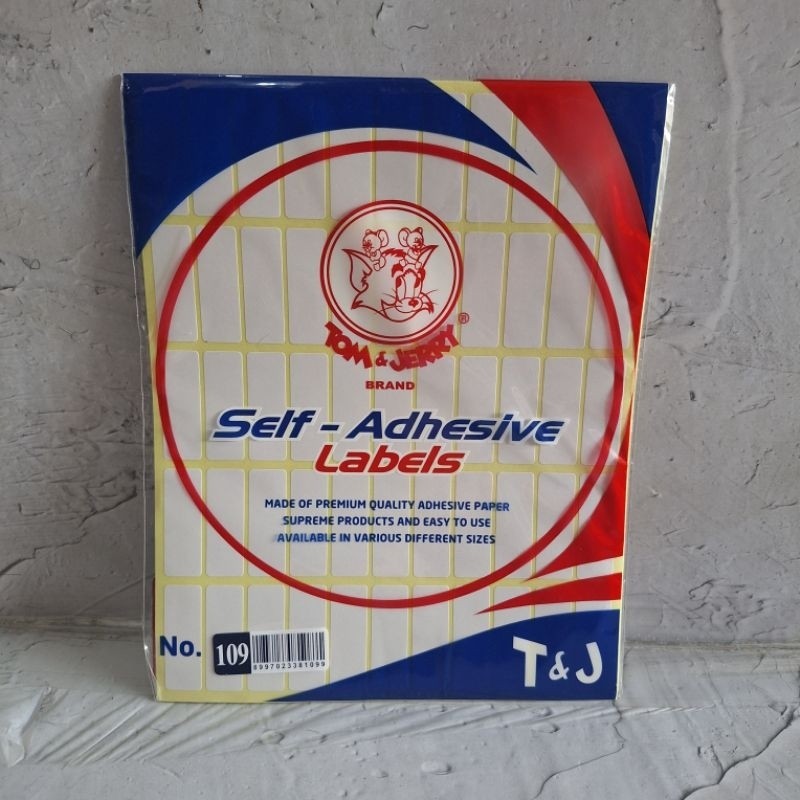 TOM & JERRY ®
BRAND
Self - Adhesive
Labels
MADE OF PREMIUM QUALITY ADHESIVE PAPER
SUPREME PRODUCTS AND EASY TO USE
AVAILABLE IN VARIOUS DIFFERENT SIZES
No. 109
8997023381099
T & J